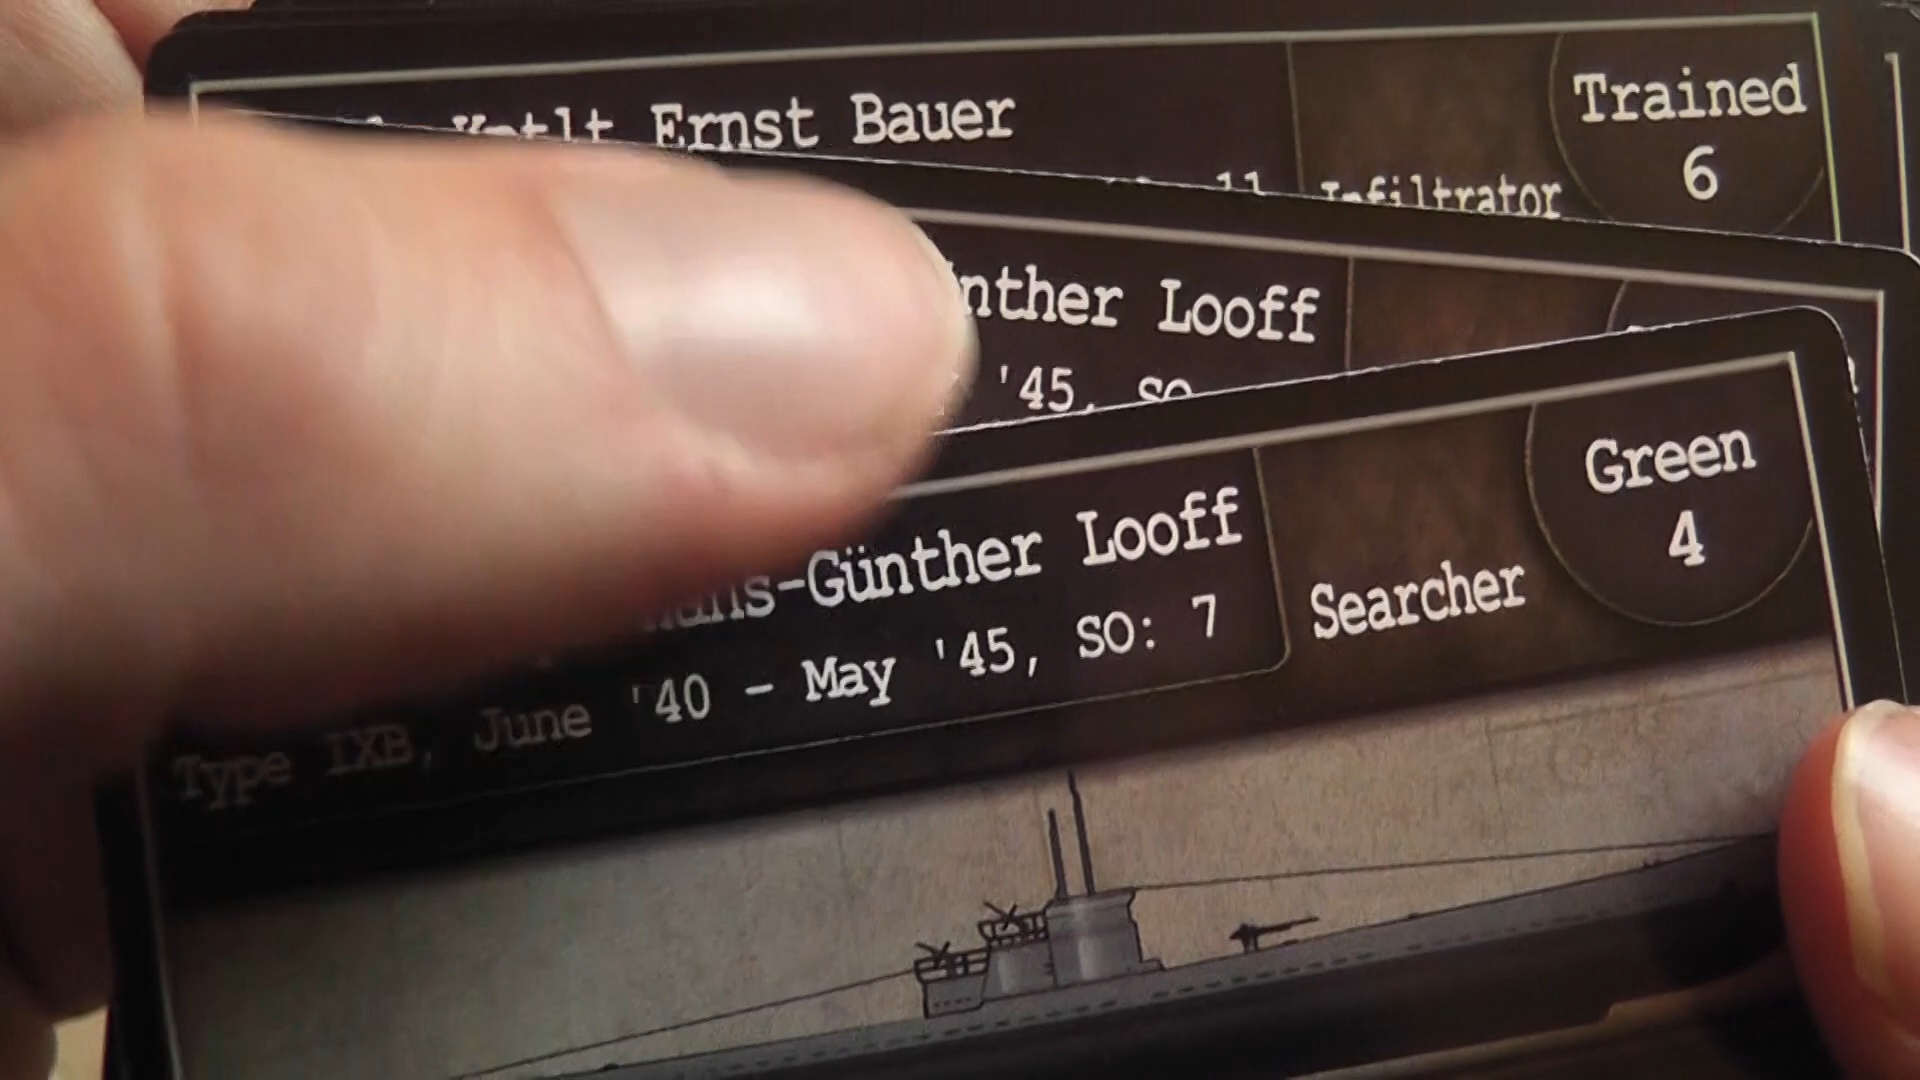 Ernst Bauer
Trained
6
Infiltrator
Looff
'45, SO
-Günther Looff
Green
4
Type IXB, June '40 - May '45, SO: 7
Searcher